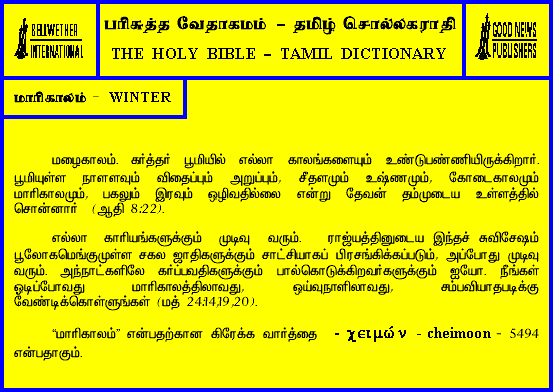 BELLWETHER
INTERNATIONAL
பரிசுத்த வேதாகமம் – தமிழ் சொல்லகராதி
THE HOLY BIBLE – TAMIL DICTIONARY
GOOD NEWS
PUBLISHERS
மாரிகாலம் – WINTER
மழைகாலம். கர்த்தர் பூமியில் எல்லா காலங்களையும் உண்டுபண்ணியிருக்கிறார்.
பூமியுள்ள நாளளவும் விதைப்பும் அறுப்பும், சீதளமும் உஷ்ணமும், கோடைகாலமும்
மாரிகாலமும், பகலும் இரவும் ஒழிவதில்லை என்று தேவன் தம்முடைய உள்ளத்தில்
சொன்னார் (ஆதி 8:22).
எல்லா காரியங்களுக்கும் முடிவு வரும். ராஜ்யத்தினுடைய இந்தச் சுவிசேஷம்
பூலோகமெங்குமுள்ள சகல ஜாதிகளுக்கும் சாட்சியாகப் பிரசங்கிக்கப்படும், அப்போது முடிவு
வரும். அந்நாட்களிலே கர்ப்பவதிகளுக்கும் பால்கொடுக்கிறவர்களுக்கும் ஐயோ. நீங்கள்
ஓடிப்போவது மாரிகாலத்திலாவது, ஒய்வுநாளிலாவது, சம்பவியாதபடிக்கு
வேண்டிக்கொள்ளுங்கள் (மத் 24:14,19,20).
“மாரிகாலம்” என்பதற்கான கிரேக்க வார்த்தை - χειμών - cheimoon - 5494
என்பதாகும்.